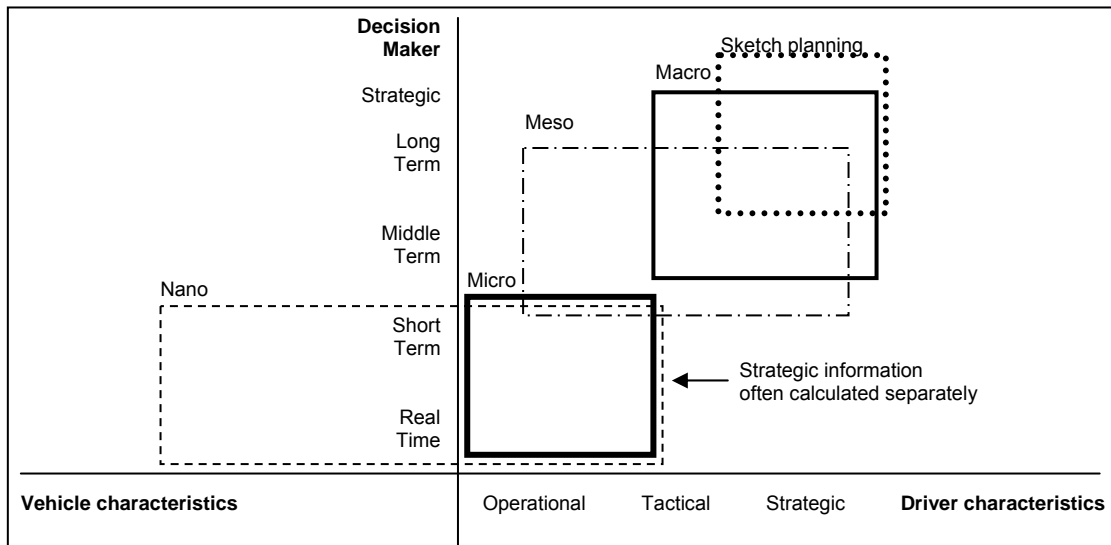 Decision
Maker
Sketch planning
Macro
Strategic
Meso
Long
Term
Middle
Term
Micro
Nano
Short
Term
Strategic information
often calculated separately
Real
Time
Vehicle characteristics
Operational
Tactical
Strategic
Driver characteristics